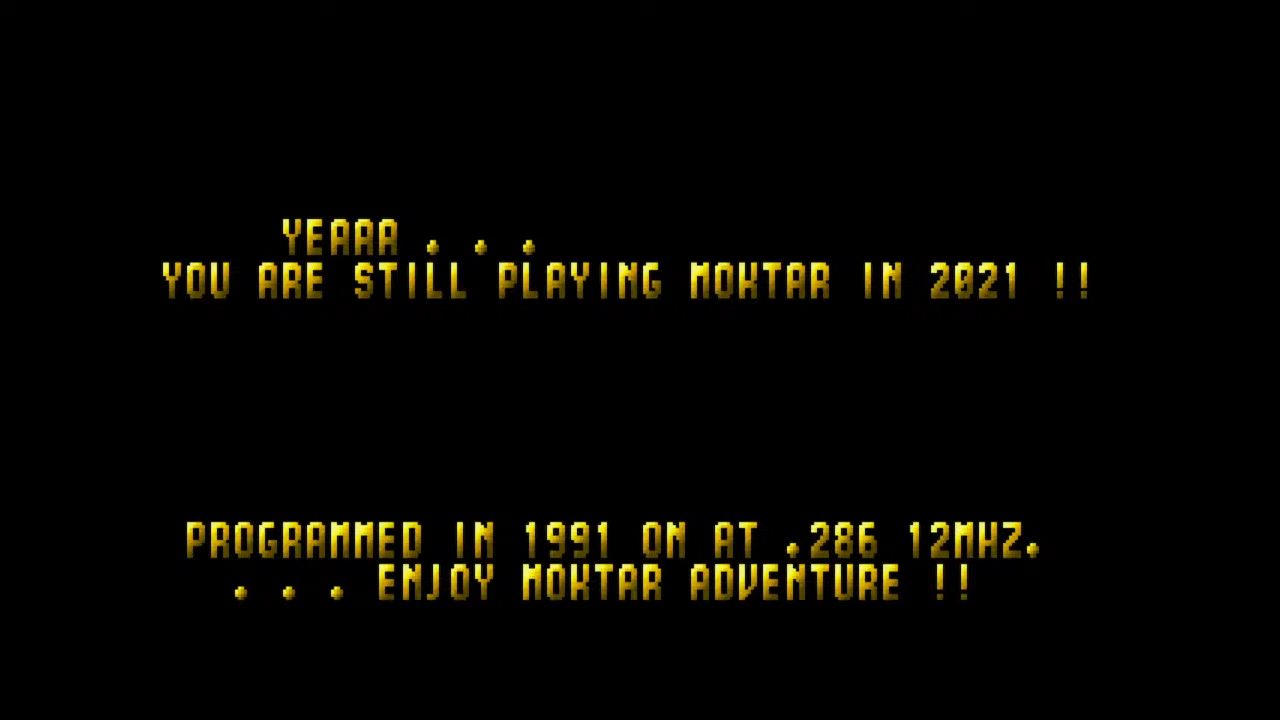 YEAAA . . .
YOU ARE STILL PLAYING MOKTAR IN 2021 !!
PROGRAMMED IN 1991 ON AT .286 12MHZ.
. . . ENJOY MOKTAR ADVENTURE !!